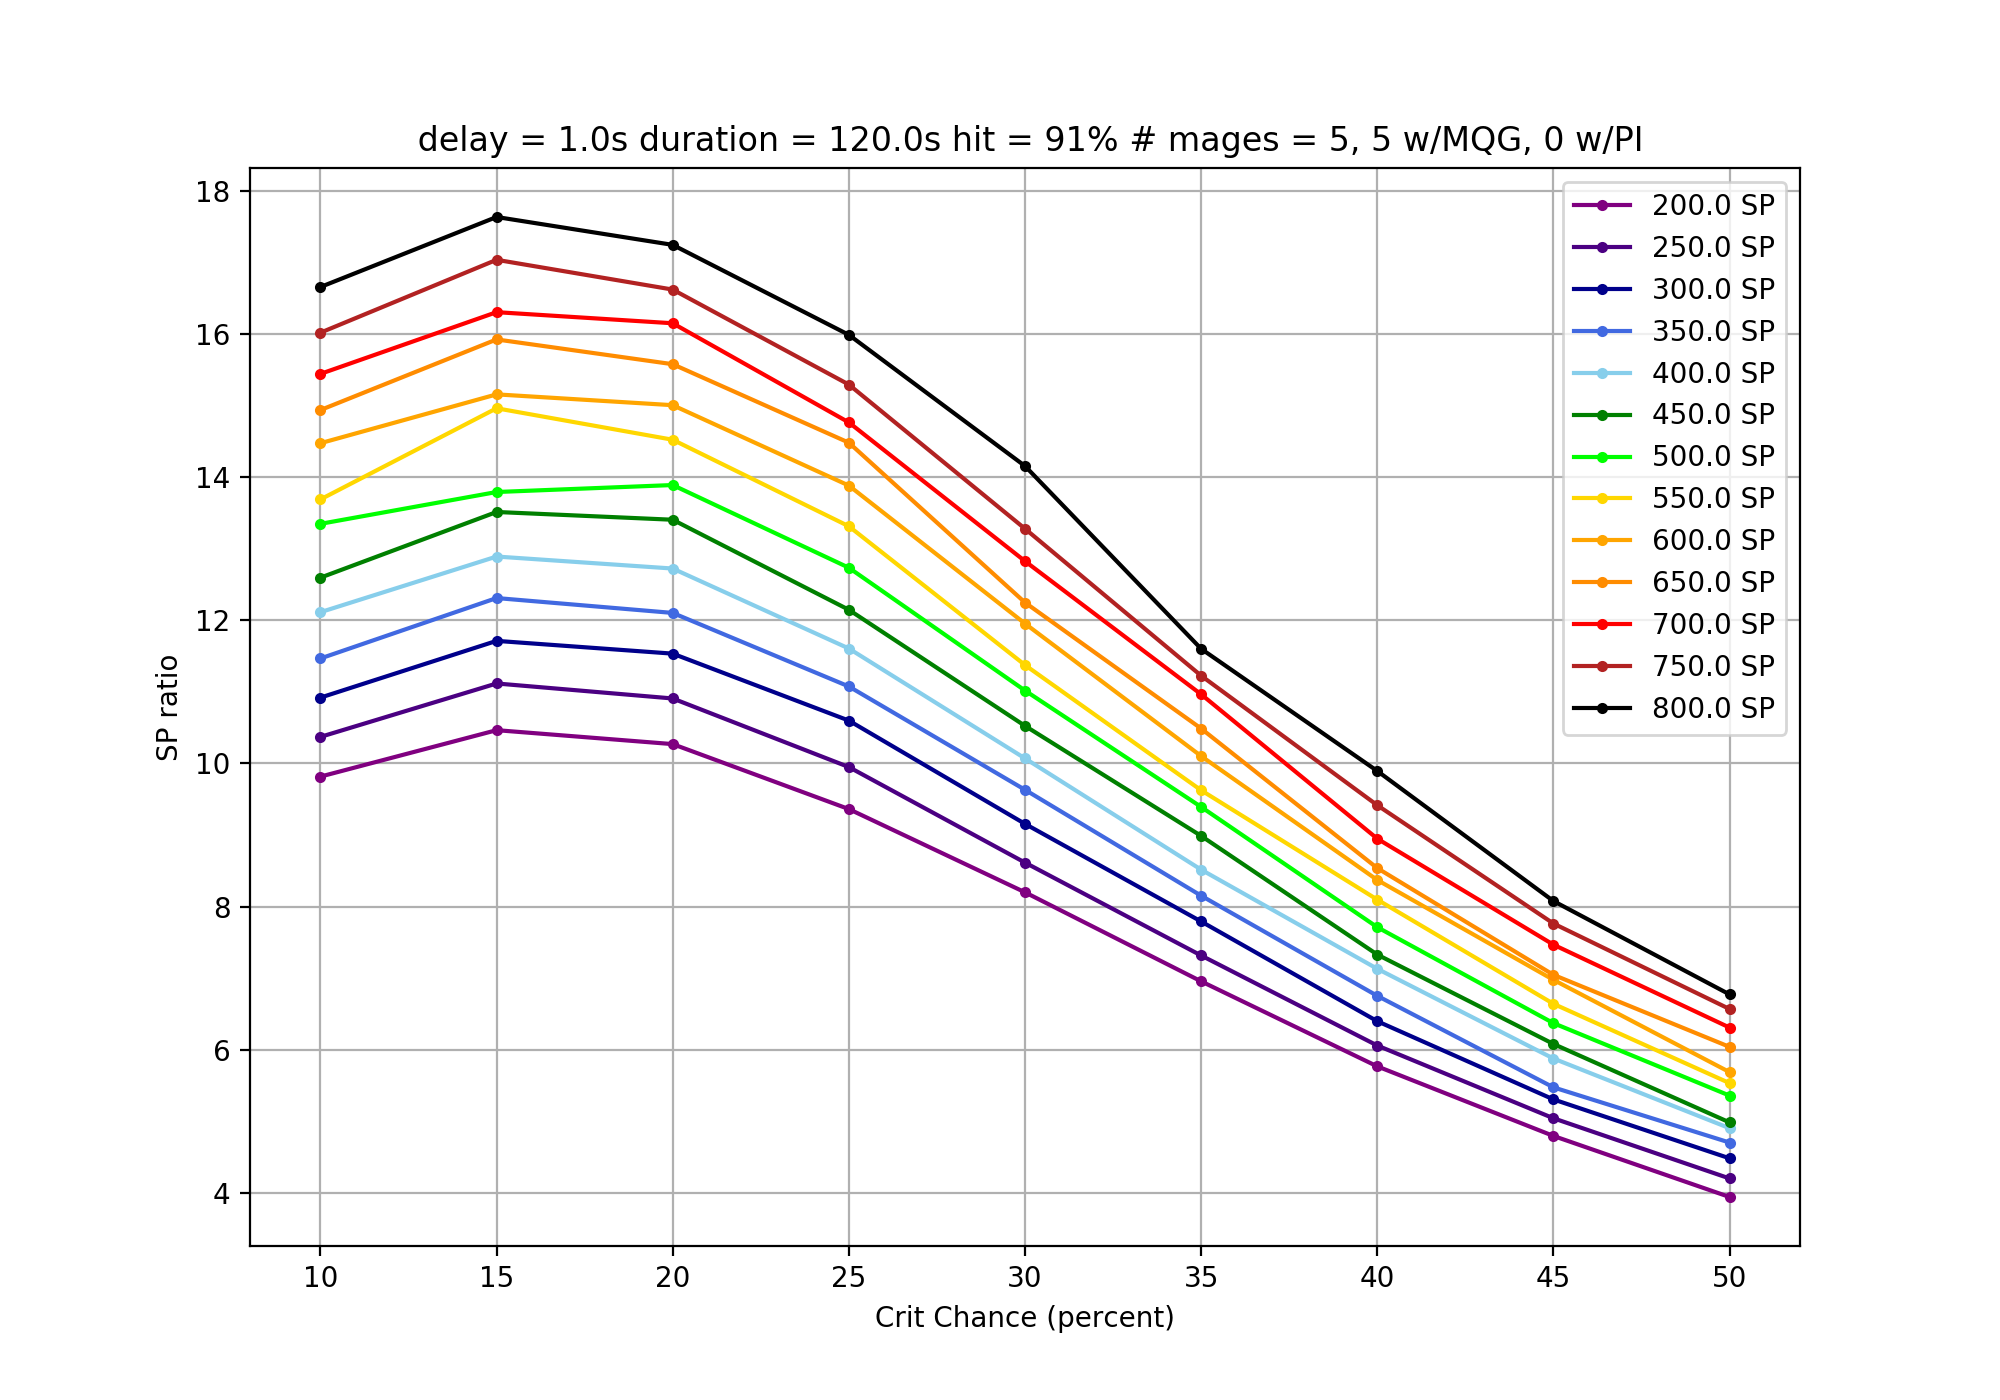 delay = 1.0s duration = 120.0s hit = 91% # mages = 5, 5 w/MQG, 0 w/PI
18
16
14
12
10
8
6
4
SP ratio
200.0 SP
250.0 SP
300.0 SP
350.0 SP
400.0 SP
450.0 SP
500.0 SP
550.0 SP
600.0 SP
650.0 SP
700.0 SP
750.0 SP
800.0 SP
10 15 20 25 30 35 40 45 50
Crit Chance (percent)